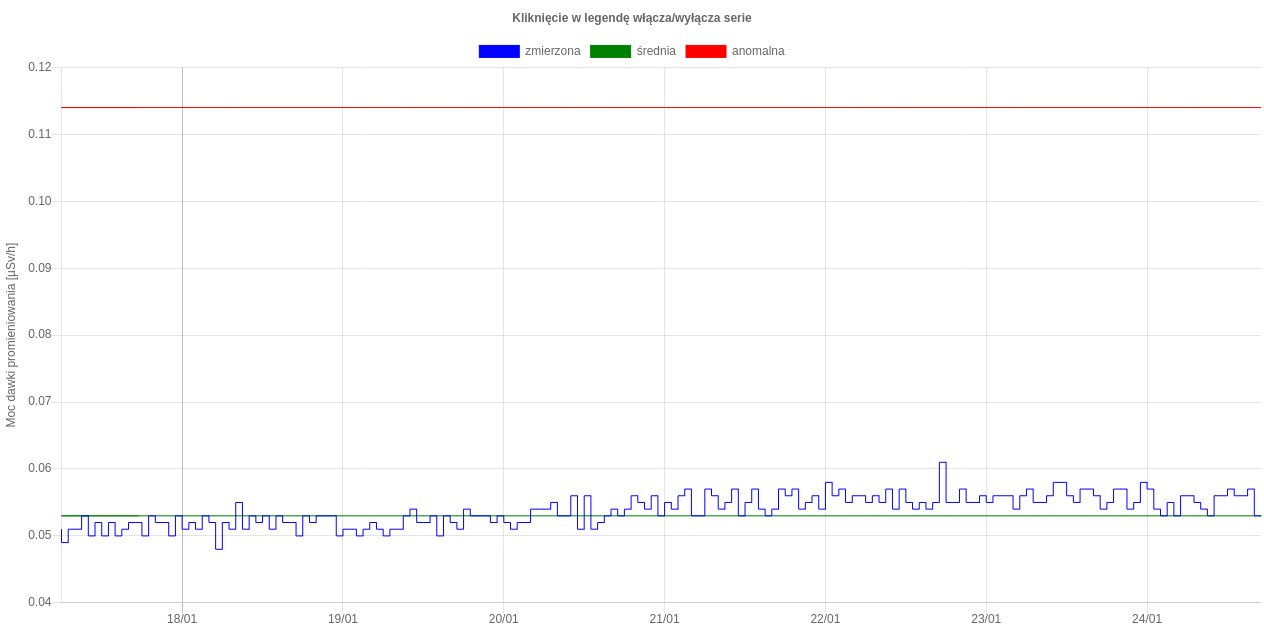 Kliknięcie w legendę włącza/wyłącza serie
zmierzona średnia anomalna
0.12
0.11
0.10
0.09
0.08
0.07
0.06
0.05
0.04
Moc dawki promieniowania [µSv/h]
18/01 19/01 20/01 21/01 22/01 23/01 24/01